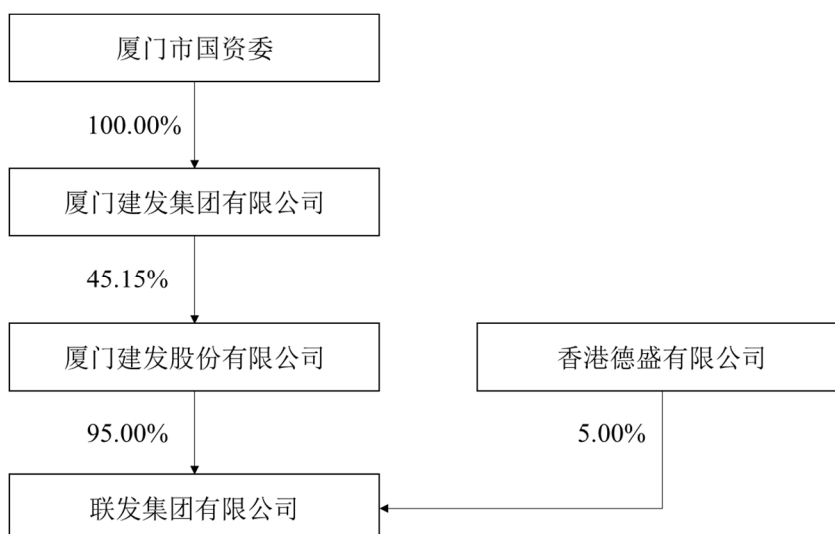 厦门市国资委
100.00%
厦门建发集团有限公司
45.15%
厦门建发股份有限公司
香港德盛有限公司
95.00%
5.00%
联发集团有限公司